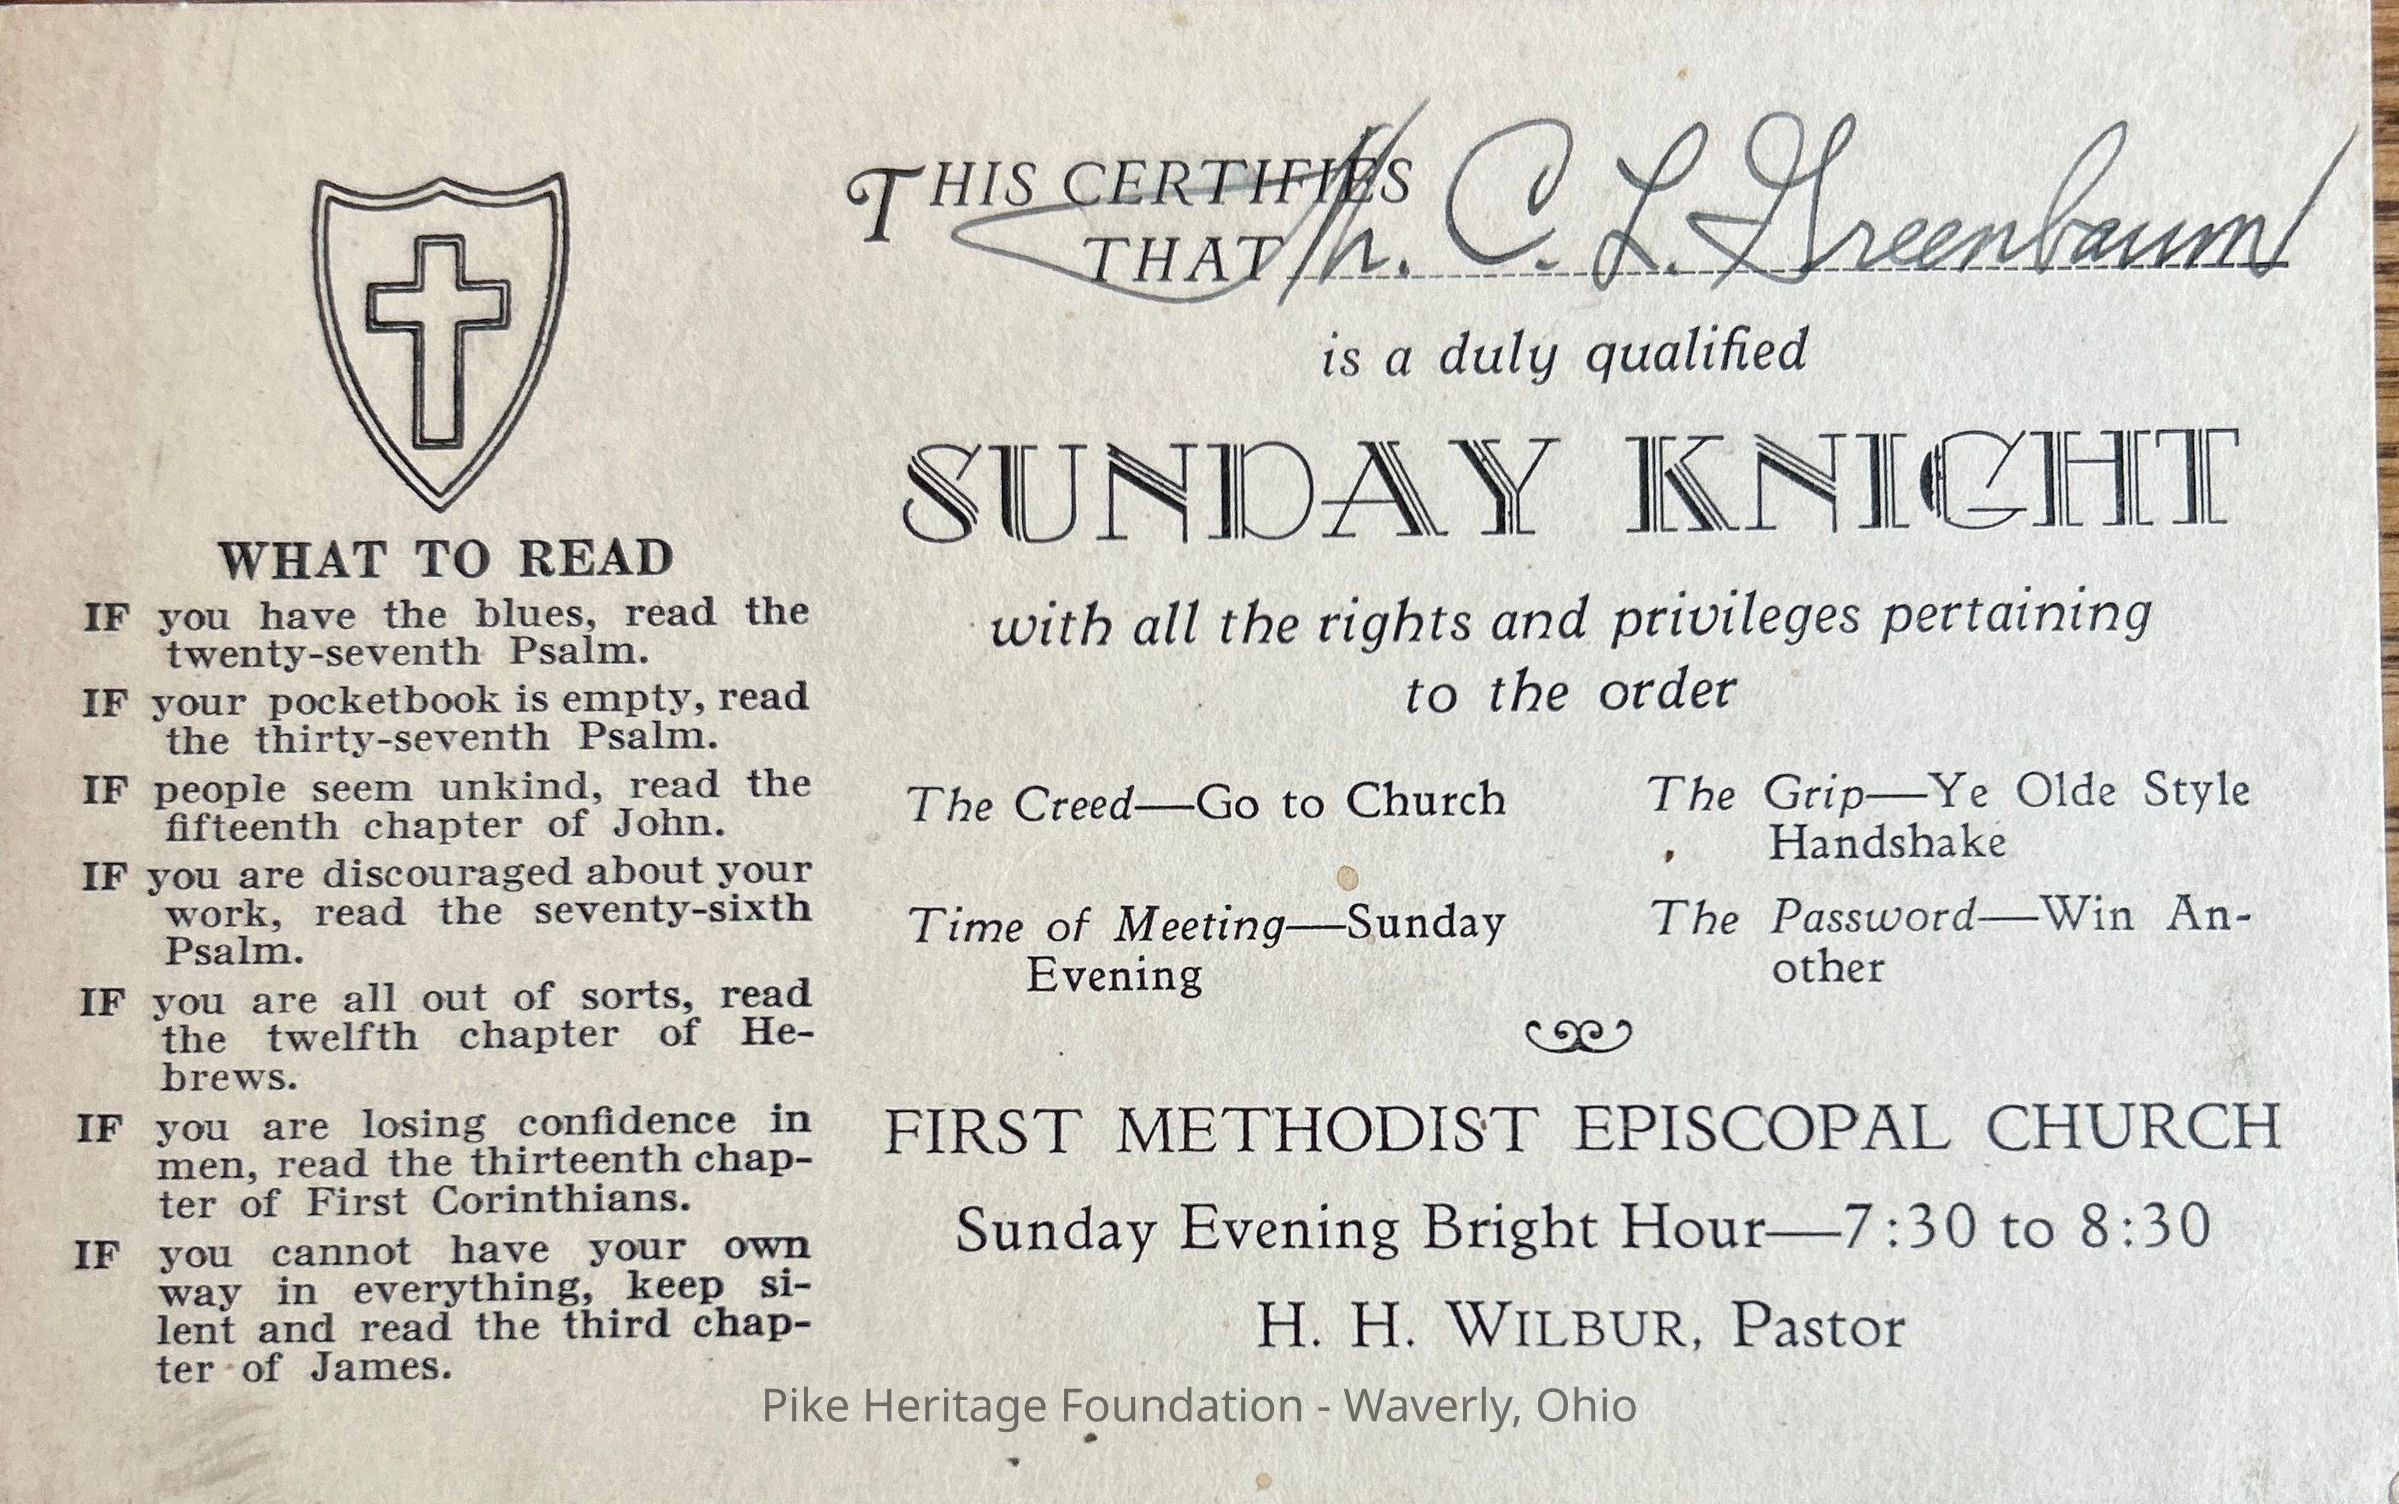 WHAT TO READ
IF you have the blues, read the
twenty-seventh Psalm.
IF your pocketbook is empty, read
the thirty-seventh Psalm.
IF people seem unkind, read the
fifteenth chapter of John.
IF you are discouraged about your
work, read the seventy-sixth
Psalm.
IF you are all out of sorts, read
the twelfth chapter of He-
brews.
IF you are losing confidence in
men, read the thirteenth chap-
ter of First Corinthians.
IF you cannot have your own
way in everything, keep si-
lent and read the third chap-
ter of James.
THIS CERTIFIES
THAT C. L. Greenbaum
is a duly qualified
SUNDAY KNIGHT
with all the rights and privileges pertaining
to the order
The Creed—Go to Church
Time of Meeting—Sunday
Evening
The Grip—Ye Olde Style
Handshake
The Password—Win An-
other
FIRST METHODIST EPISCOPAL CHURCH
Sunday Evening Bright Hour—7:30 to 8:30
H. H. WILBUR, Pastor
Pike Heritage Foundation - Waverly, Ohio